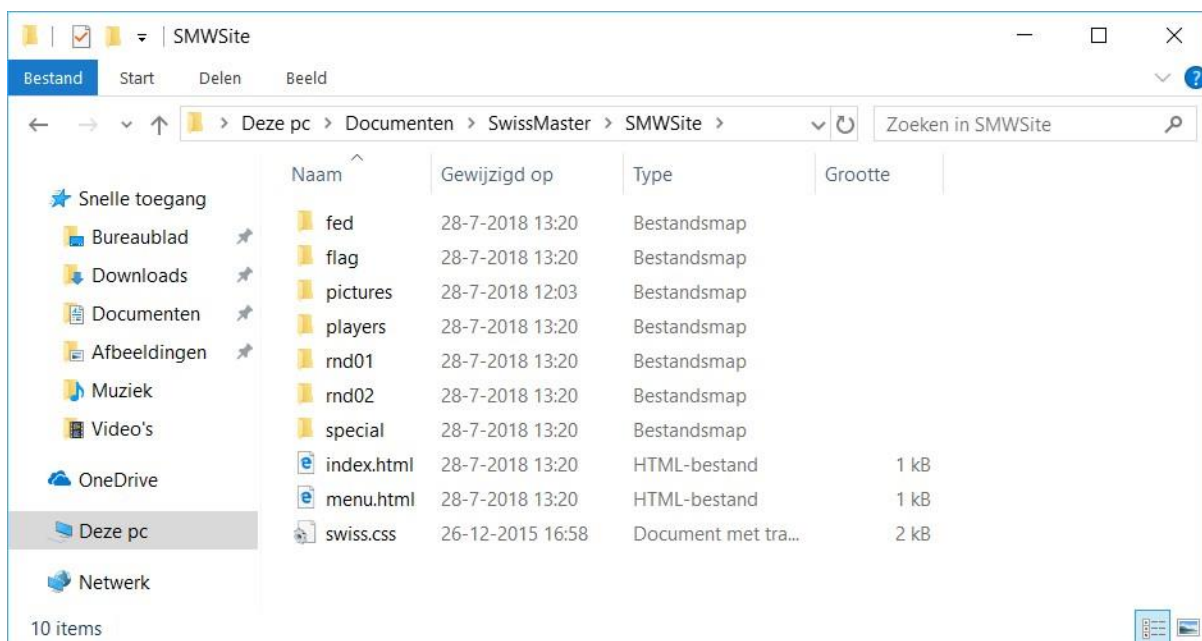 SMWSite
Bestand Start Delen Beeld ?
Deze pc > Documenten > SwissMaster > SMWSite > Zoeken in SMWSite
Naam Gewijzigd op Type Grootte
Snelle toegang
Bureaublad
Downloads
Documenten
Afbeeldingen
Muziek
Video's
OneDrive
Deze pc
Netwerk
fed 28-7-2018 13:20 Bestandsmap
flag 28-7-2018 13:20 Bestandsmap
pictures 28-7-2018 12:03 Bestandsmap
players 28-7-2018 13:20 Bestandsmap
rnd01 28-7-2018 13:20 Bestandsmap
rnd02 28-7-2018 13:20 Bestandsmap
special 28-7-2018 13:20 Bestandsmap
index.html 28-7-2018 13:20 HTML-bestand 1 kB
menu.html 28-7-2018 13:20 HTML-bestand 1 kB
swiss.css 26-12-2015 16:58 Document met tra... 2 kB
10 items